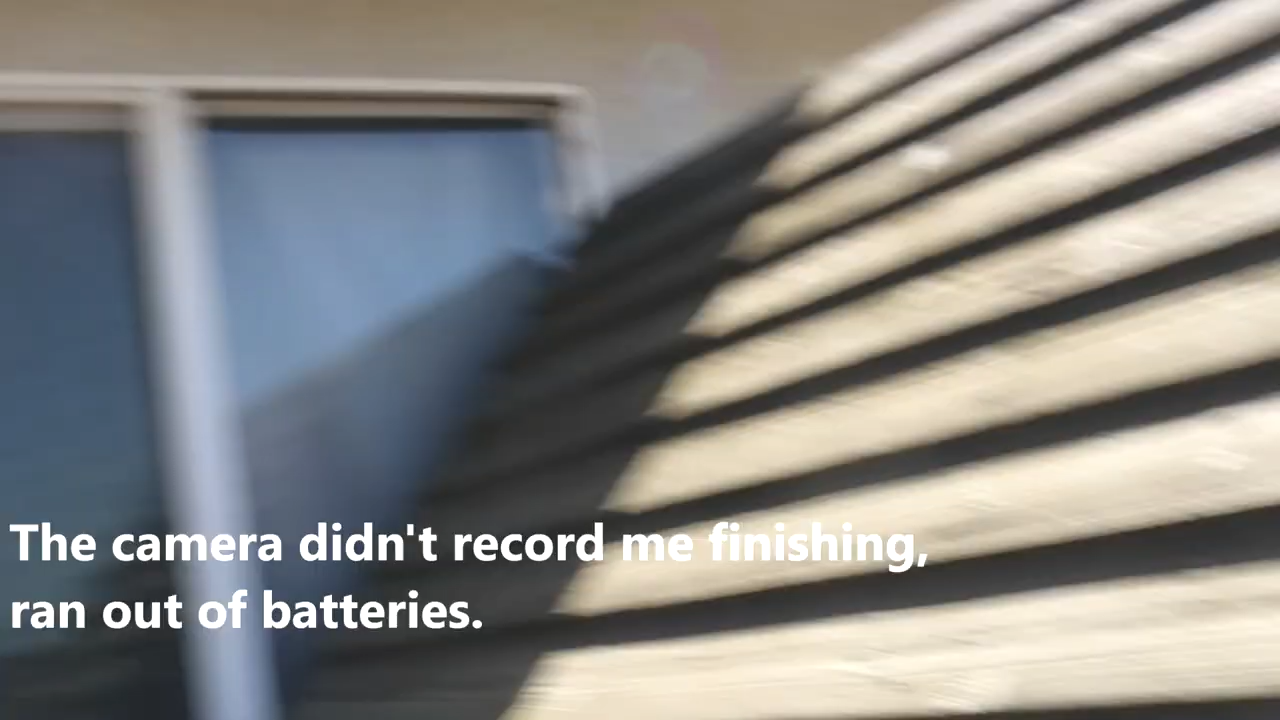 The camera didn't record me finishing,
ran out of batteries.